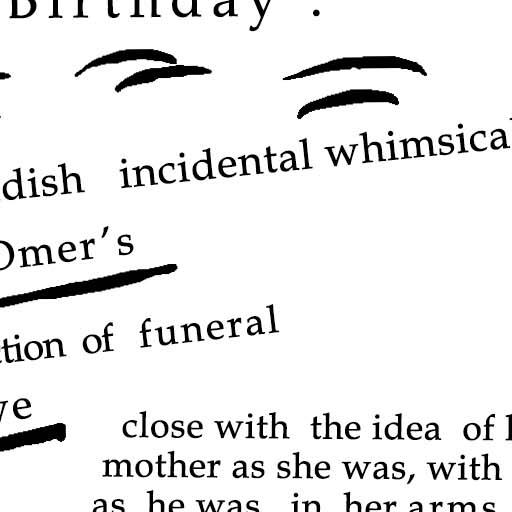 Birthday .
dish incidental whimsical
Omer's
tion of funeral
ve
close with the idea of
mother as she was, with
as he was in her arms